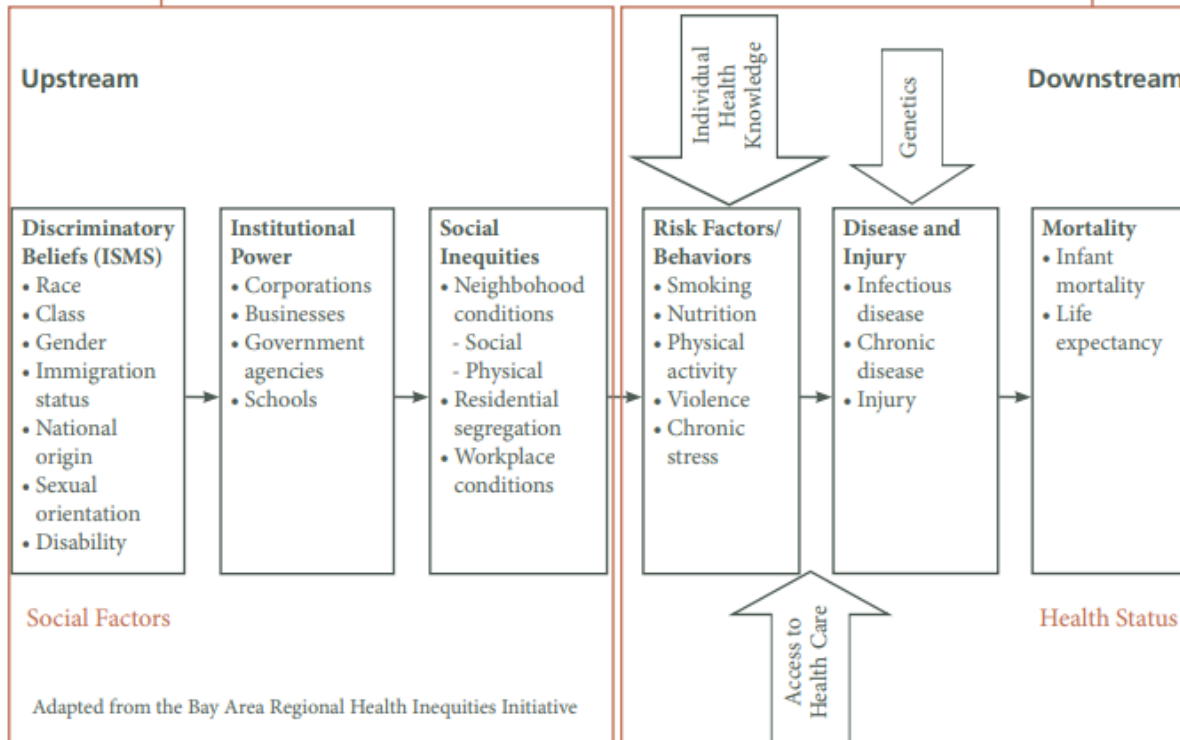 Upstream
Individual
Health
Knowledge
Genetics
Downstream
Discriminatory
Beliefs (ISMS)
• Race
• Class
• Gender
• Immigration
status
• National
origin
• Sexual
orientation
• Disability
Institutional
Power
• Corporations
• Businesses
• Government
agencies
• Schools
Social
Inequities
• Neighbohood
conditions
- Social
- Physical
• Residential
segregation
• Workplace
conditions
Risk Factors/
Behaviors
• Smoking
• Nutrition
• Physical
activity
• Violence
• Chronic
stress
Disease and
Injury
• Infectious
disease
• Chronic
disease
• Injury
Mortality
• Infant
mortality
• Life
expectancy
Social Factors
Access to
Health Care
Health Status
Adapted from the Bay Area Regional Health Inequities Initiative